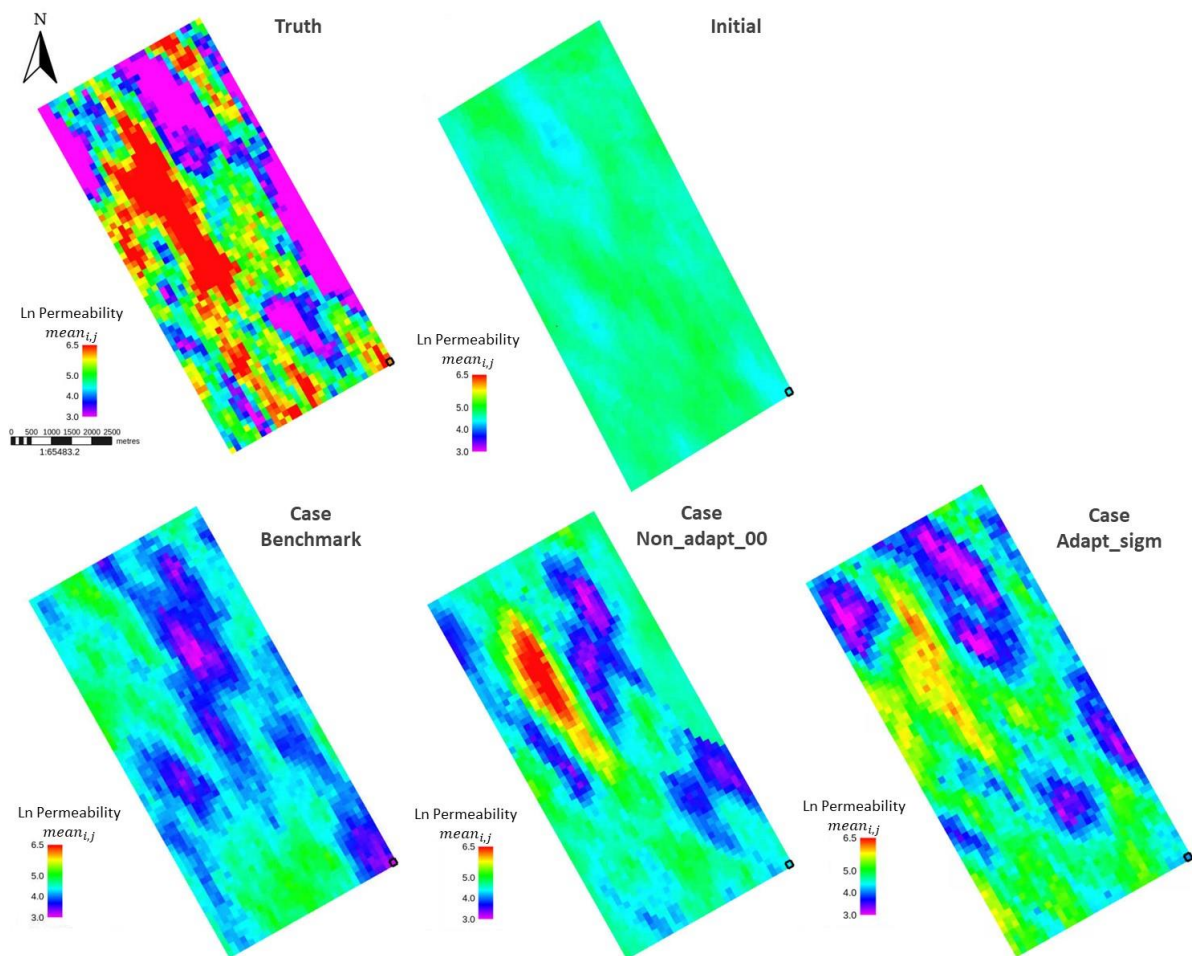 N
Truth
Initial
Ln Permeability
mean_{i,j}
6.5
5.0
4.0
3.0
0 500 1000 1500 2000 2500
metres
1:65483.2
Ln Permeability
mean_{i,j}
6.5
5.0
4.0
3.0
Case
Benchmark
Case
Non_adapt_00
Case
Adapt_sigm
Ln Permeability
mean_{i,j}
6.5
5.0
4.0
3.0
Ln Permeability
mean_{i,j}
6.5
5.0
4.0
3.0
Ln Permeability
mean_{i,j}
6.5
5.0
4.0
3.0